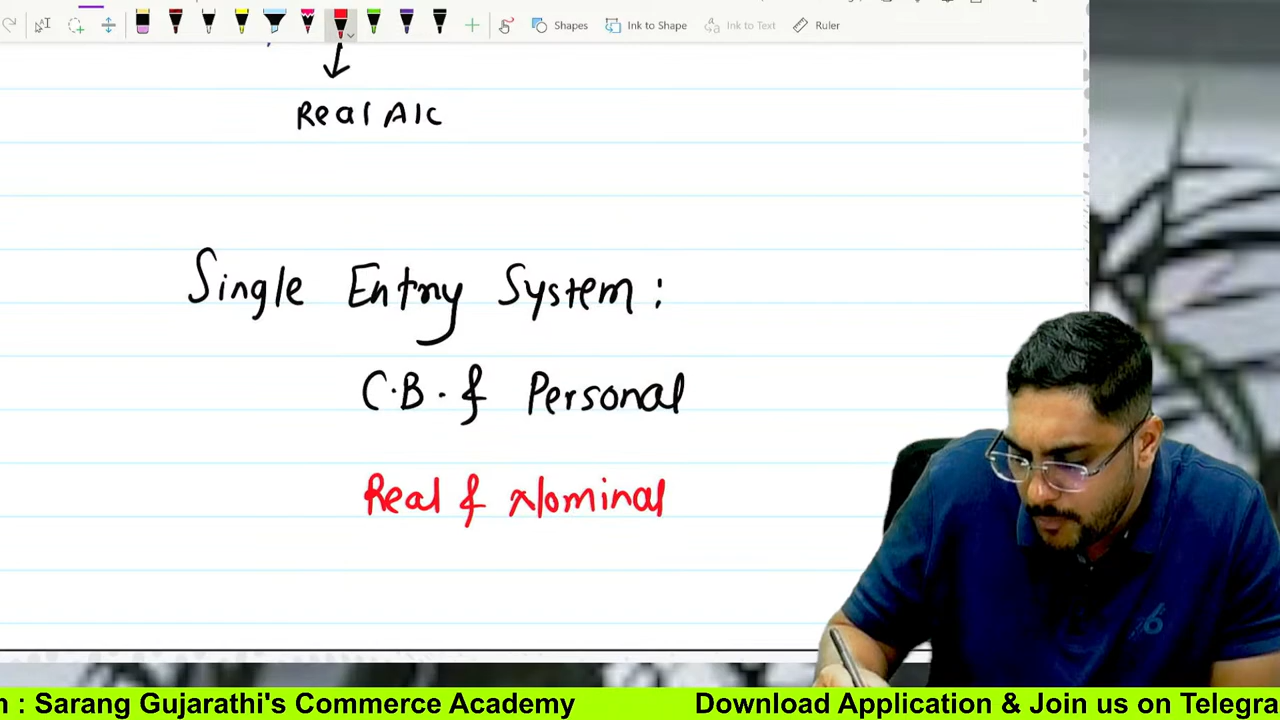 Shapes Ink to Shape Ink to Text Ruler
Real A/c
Single Entry System :
C.B. & Personal
Real & Nominal
: Sarang Gujarathi's Commerce Academy Download Application & Join us on Telegra